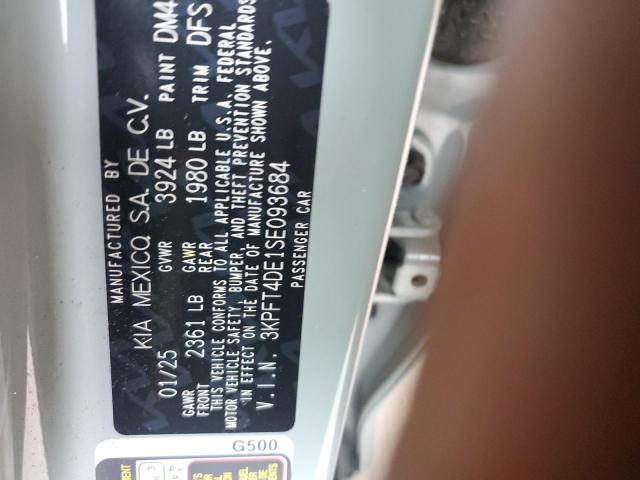 MANUFACTURED BY
KIA MEXICO S.A. DE C.V.
01/25 GVWR 3924 LB PAINT DM4
GAWR FRONT 2361 LB GAWR REAR 1980 LB TRIM DFS
THIS VEHICLE CONFORMS TO ALL APPLICABLE U.S.A. FEDERAL
MOTOR VEHICLE SAFETY, BUMPER, AND THEFT PREVENTION STANDARDS
IN EFFECT ON THE DATE OF MANUFACTURE SHOWN ABOVE.
V.I.N. 3KPFT4DE1SE093684
PASSENGER CAR
G500